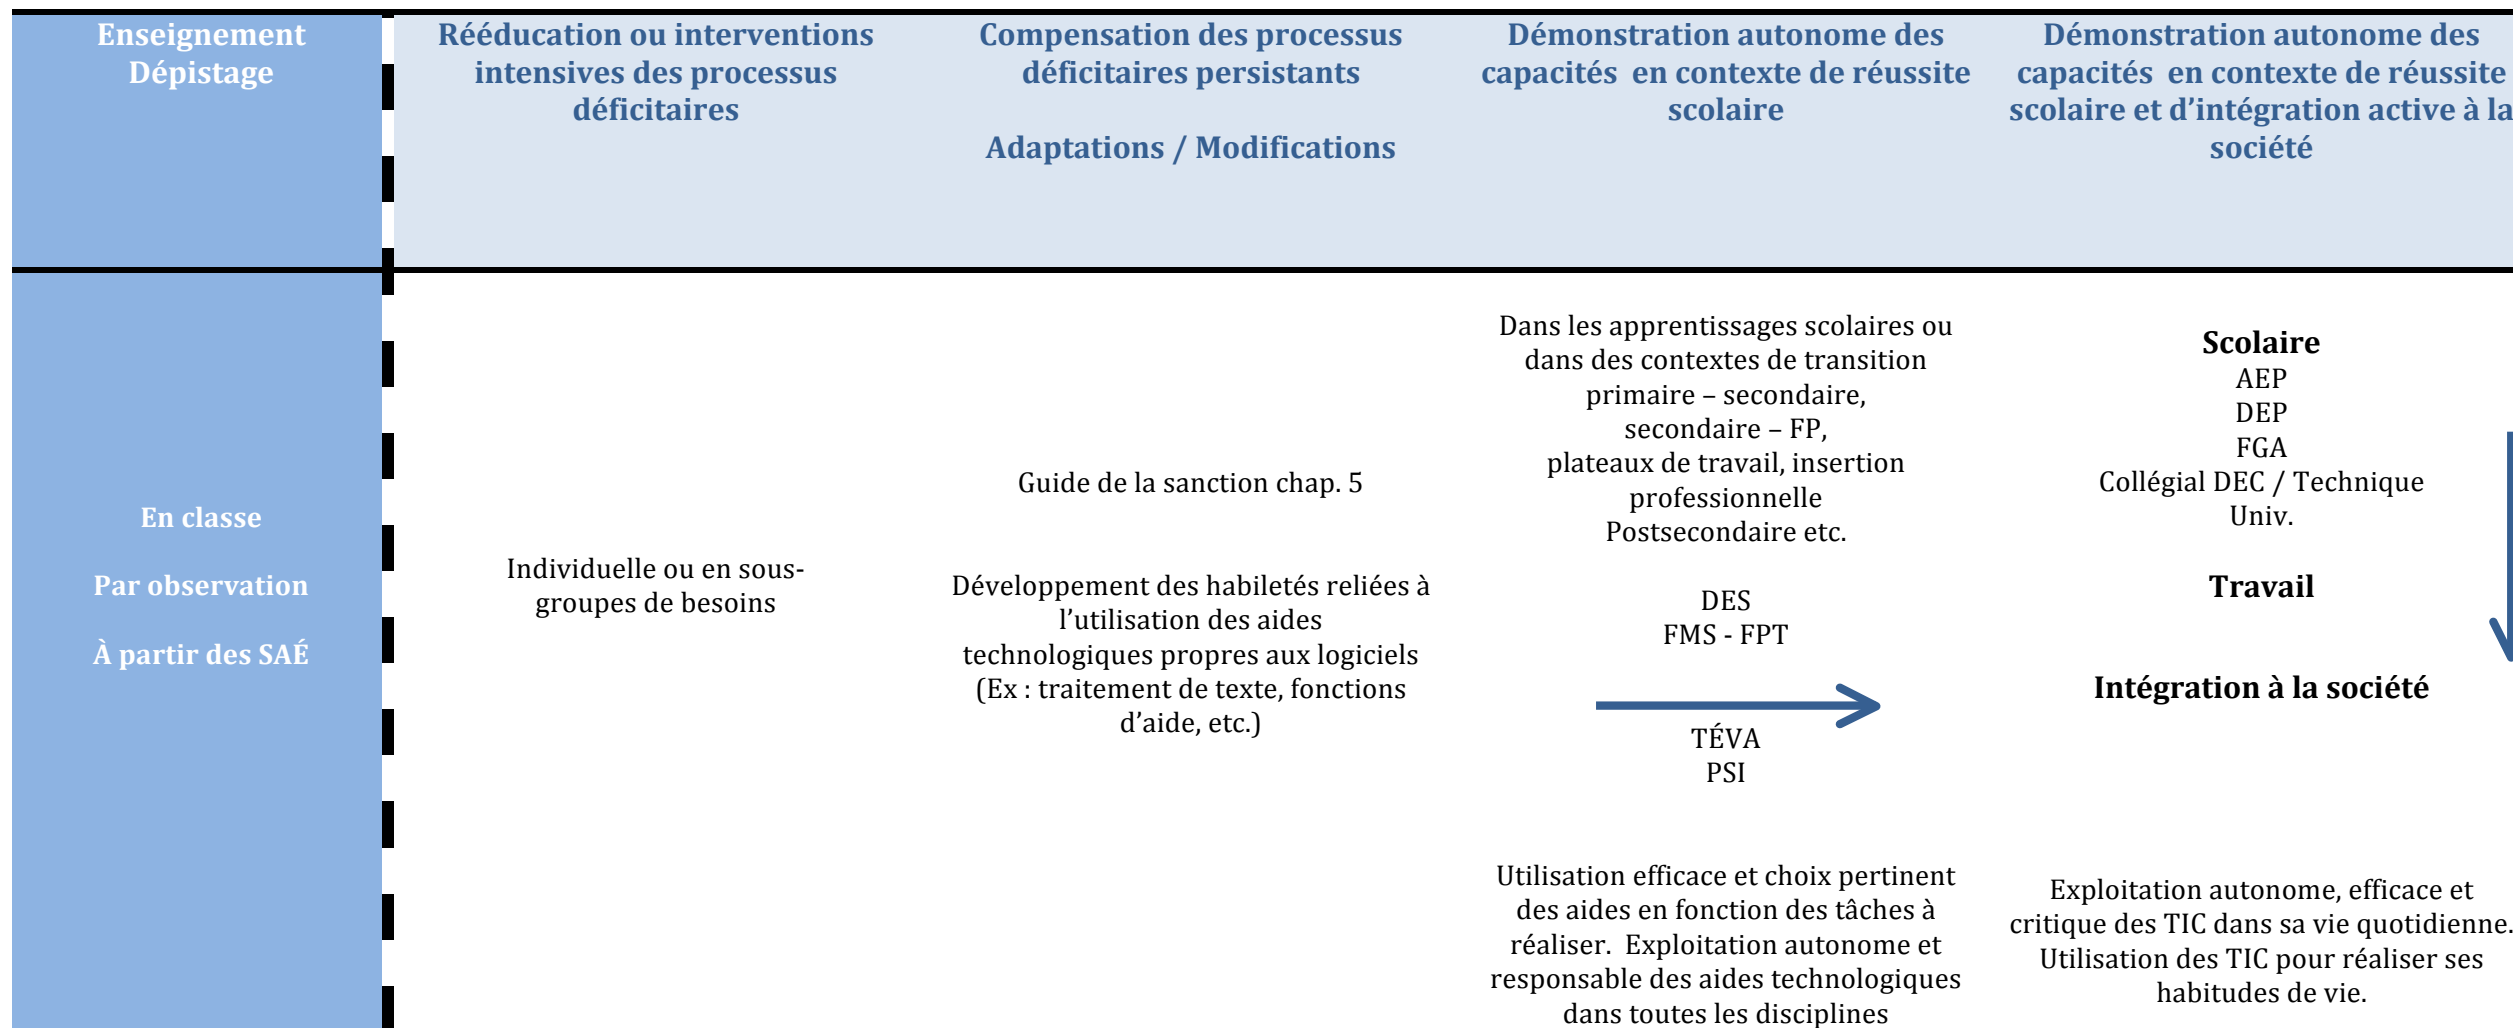 Enseignement
Dépistage
Rééducation ou interventions
intensives des processus
déficitaires
Compensation des processus
déficitaires persistants
Adaptations / Modifications
Démonstration autonome des
capacités  en contexte de réussite
scolaire
Démonstration autonome des
capacités  en contexte de réussite
scolaire et d’intégration active à la
société
En classe
Par observation
À partir des SAÉ
Individuelle ou en sous-
groupes de besoins
Guide de la sanction chap. 5
Développement des habiletés reliées à
l’utilisation des aides
technologiques propres aux logiciels
(Ex : traitement de texte, fonctions
d’aide, etc.)
Dans les apprentissages scolaires ou
dans des contextes de transition
primaire – secondaire,
secondaire – FP,
plateaux de travail, insertion
professionnelle
Postsecondaire etc.
DES
FMS - FPT
TÉVA
PSI
Utilisation efficace et choix pertinent
des aides en fonction des tâches à
réaliser.  Exploitation autonome et
responsable des aides technologiques
dans toutes les disciplines
Scolaire
AEP
DEP
FGA
Collégial DEC / Technique
Univ.
Travail
Intégration à la société
Exploitation autonome, efficace et
critique des TIC dans sa vie quotidienne.
Utilisation des TIC pour réaliser ses
habitudes de vie.